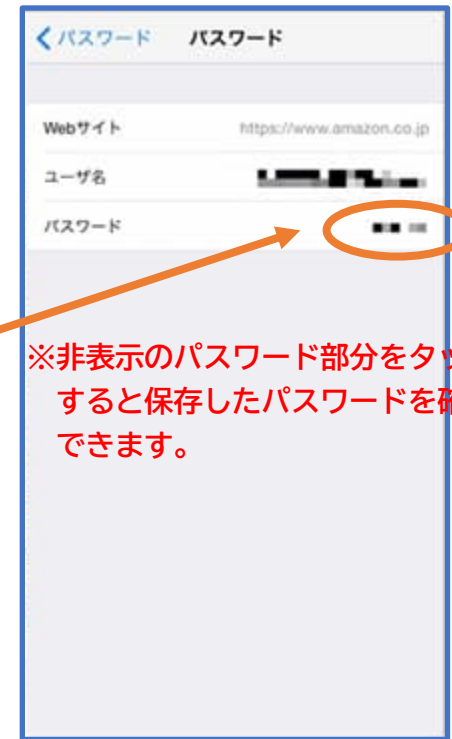 パスワード パスワード
Webサイト https://www.amazon.co.jp
ユーザ名
パスワード
※非表示のパスワード部分をタッ
すると保存したパスワードを確
できます。